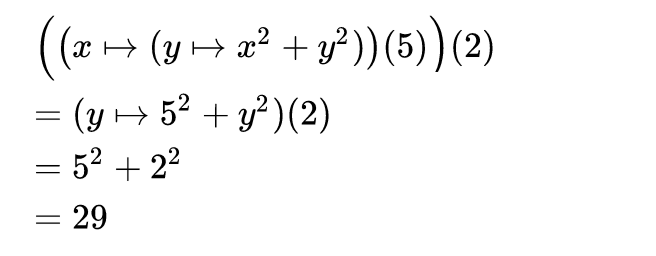 ((x ↦ (y ↦ x² + y²))(5))(2)
= (y ↦ 5² + y²)(2)
= 5² + 2²
= 29